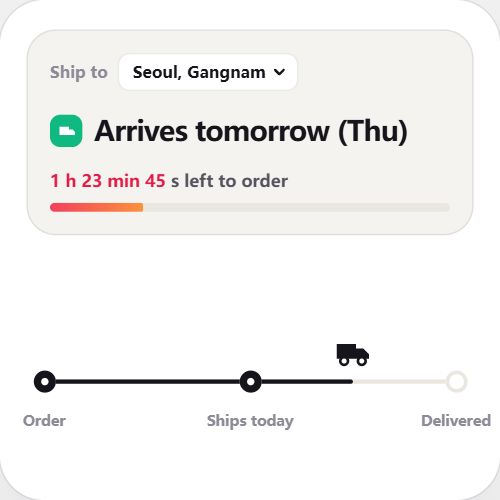 Ship to Seoul, Gangnam
Arrives tomorrow (Thu)
1 h 23 min 45 s left to order
Order Ships today Delivered